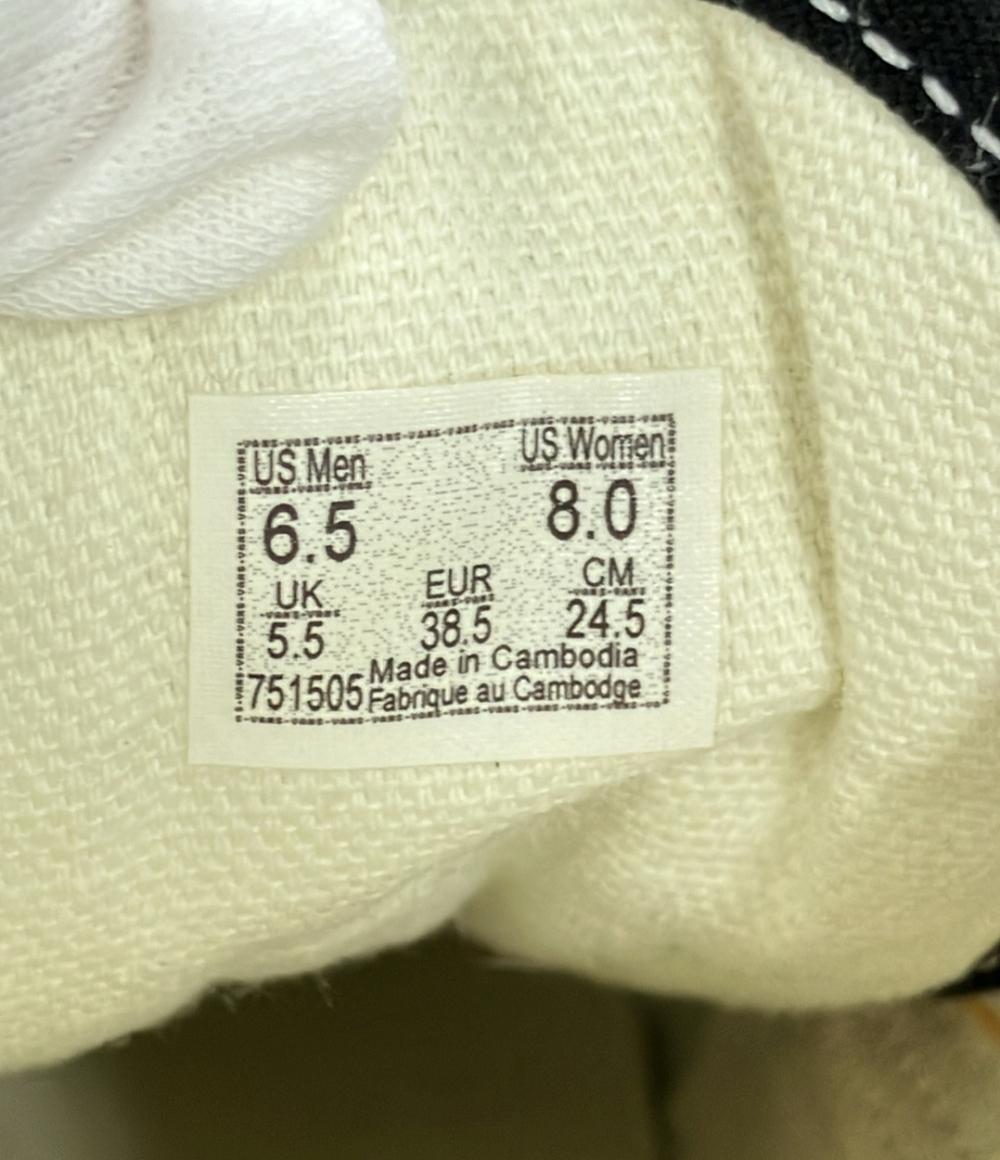 US Men US Women
6.5 8.0
UK EUR CM
5.5 38.5 24.5
Made in Cambodia
751505 Fabrique au Cambodge